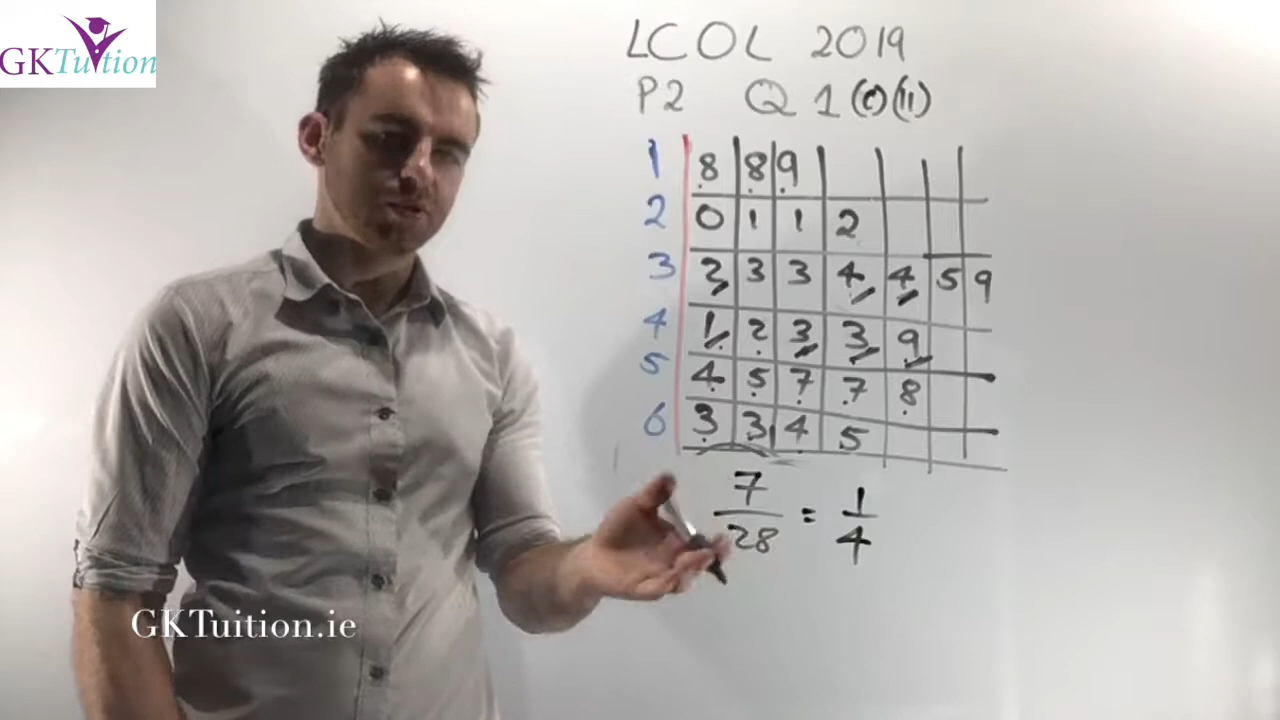 GKTuition
LCOL 2019
P2 Q1(c)(ii)
1 8 8 9
2 0 1 1 2
3 2 3 3 4 4 5 9
4 1 2 3 3 9
5 4 5 7 7 8
6 3 3 4 5
7/28 = 1/4
GKTuition.ie